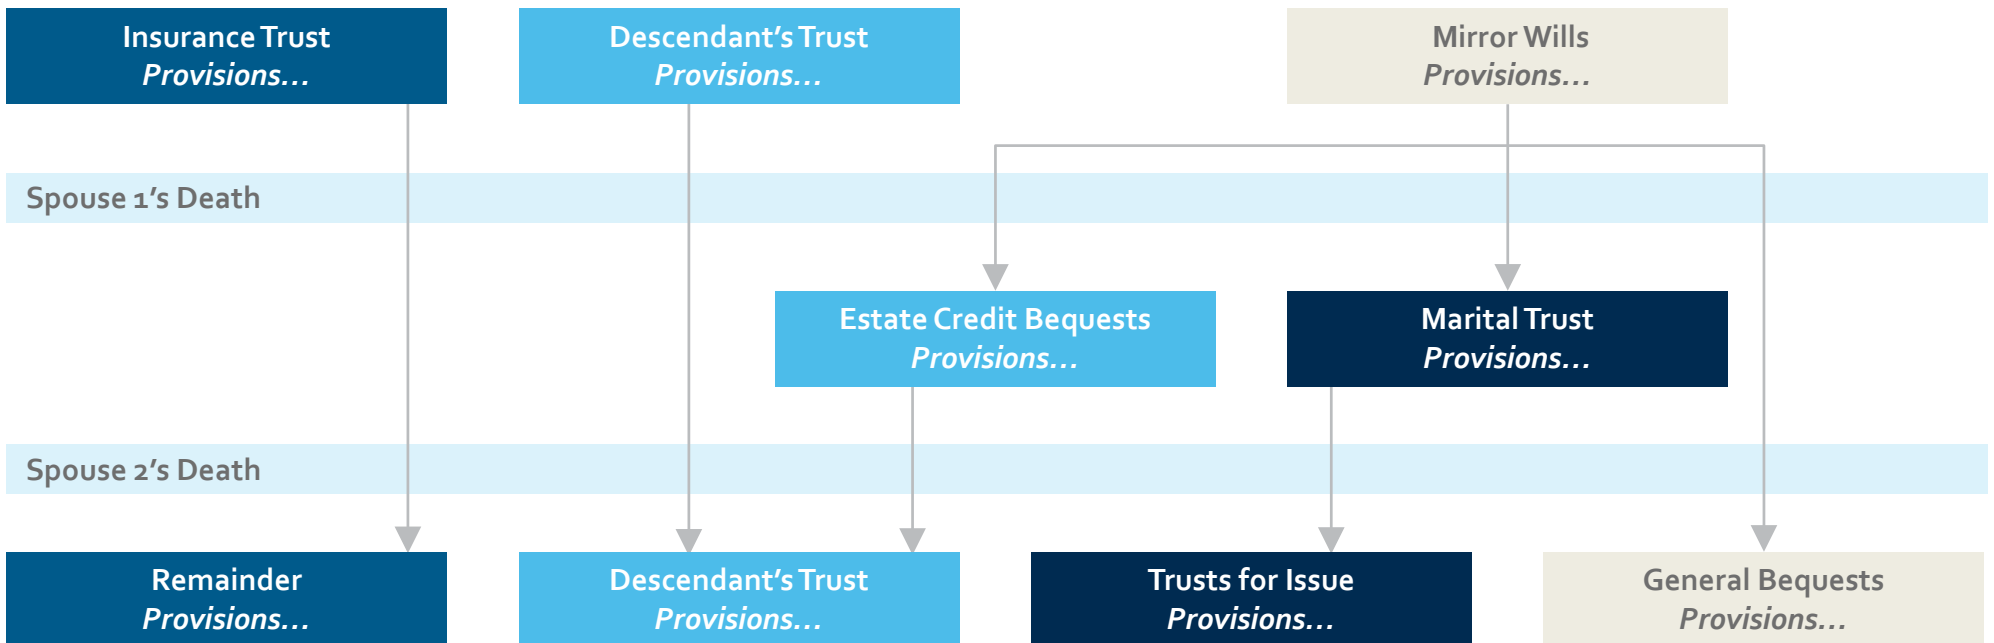 Insurance Trust
Provisions...
Descendant's Trust
Provisions...
Mirror Wills
Provisions...
Spouse 1's Death
Estate Credit Bequests
Provisions...
Marital Trust
Provisions...
Spouse 2's Death
Remainder
Provisions...
Descendant's Trust
Provisions...
Trusts for Issue
Provisions...
General Bequests
Provisions...